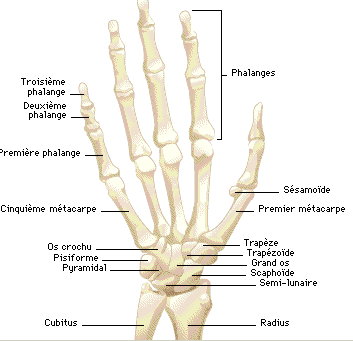 Phalanges
Troisième
phalange
Deuxième
phalange
Première phalange
Sésamoïde
Cinquième métacarpe
Premier métacarpe
Os crochu
Pisiforme
Pyramidal
Trapèze
Trapézoïde
Grand os
Scaphoïde
Semi-lunaire
Cubitus
Radius